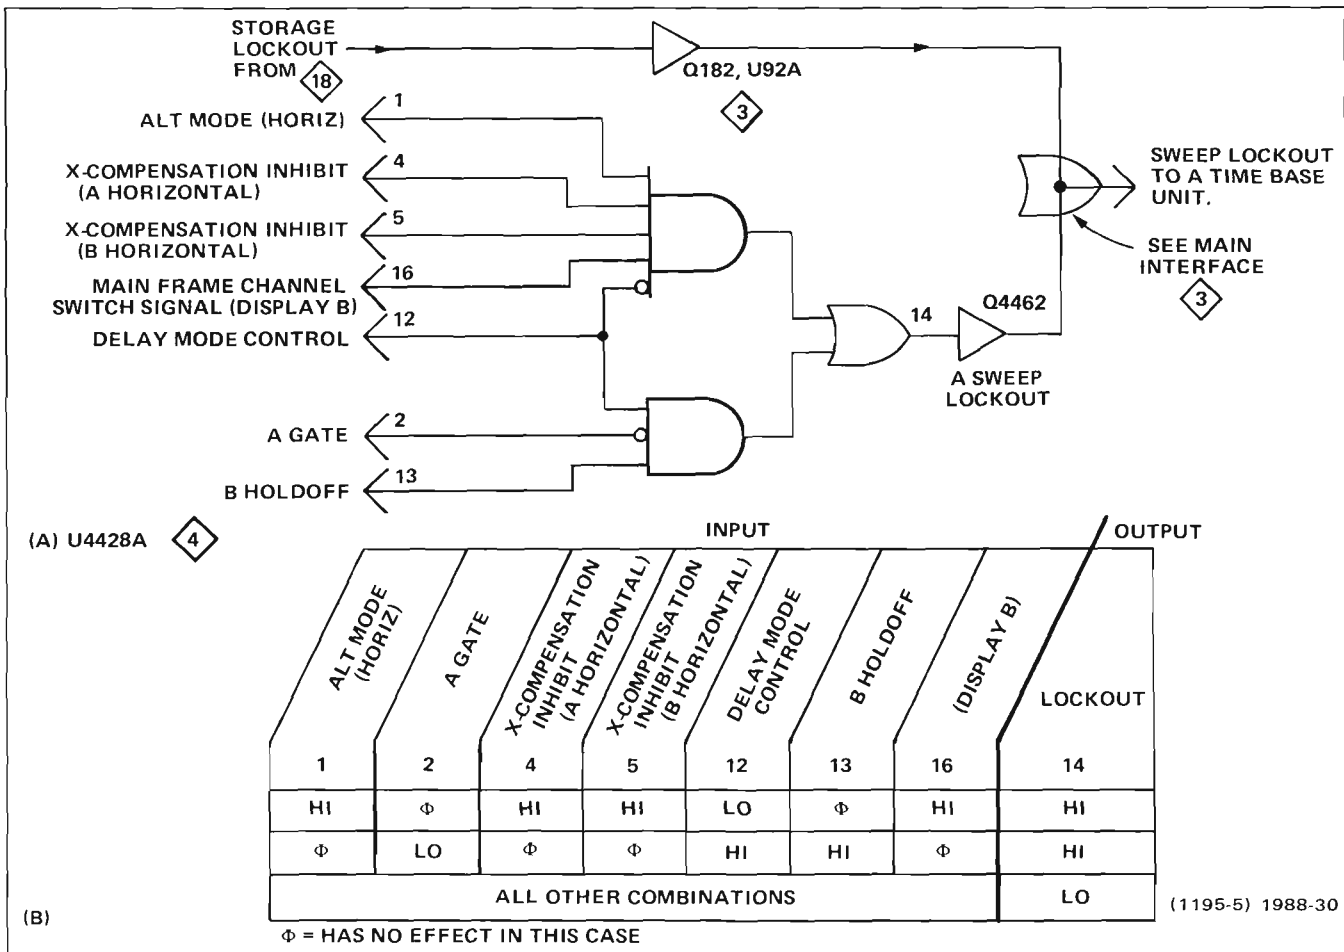 STORAGE
LOCKOUT
FROM 18
Q182, U92A
3
1
ALT MODE (HORIZ)
4
X-COMPENSATION INHIBIT
(A HORIZONTAL)
5
X-COMPENSATION INHIBIT
(B HORIZONTAL)
16
MAIN FRAME CHANNEL
SWITCH SIGNAL (DISPLAY B)
12
DELAY MODE CONTROL
2
A GATE
13
B HOLDOFF
14
Q4462
A SWEEP
LOCKOUT
SWEEP LOCKOUT
TO A TIME BASE
UNIT.
SEE MAIN
INTERFACE
3
(A) U4428A 4
INPUT
OUTPUT
ALT MODE
(HORIZ)
A GATE
X-COMPENSATION
INHIBIT
(A HORIZONTAL)
X-COMPENSATION
INHIBIT
(B HORIZONTAL)
DELAY MODE
CONTROL
B HOLDOFF
(DISPLAY B)
LOCKOUT
1 2 4 5 12 13 16 14
HI Φ HI HI LO Φ HI HI
Φ LO Φ Φ HI HI Φ HI
ALL OTHER COMBINATIONS LO
(B)
(1195-5) 1988-30
Φ = HAS NO EFFECT IN THIS CASE